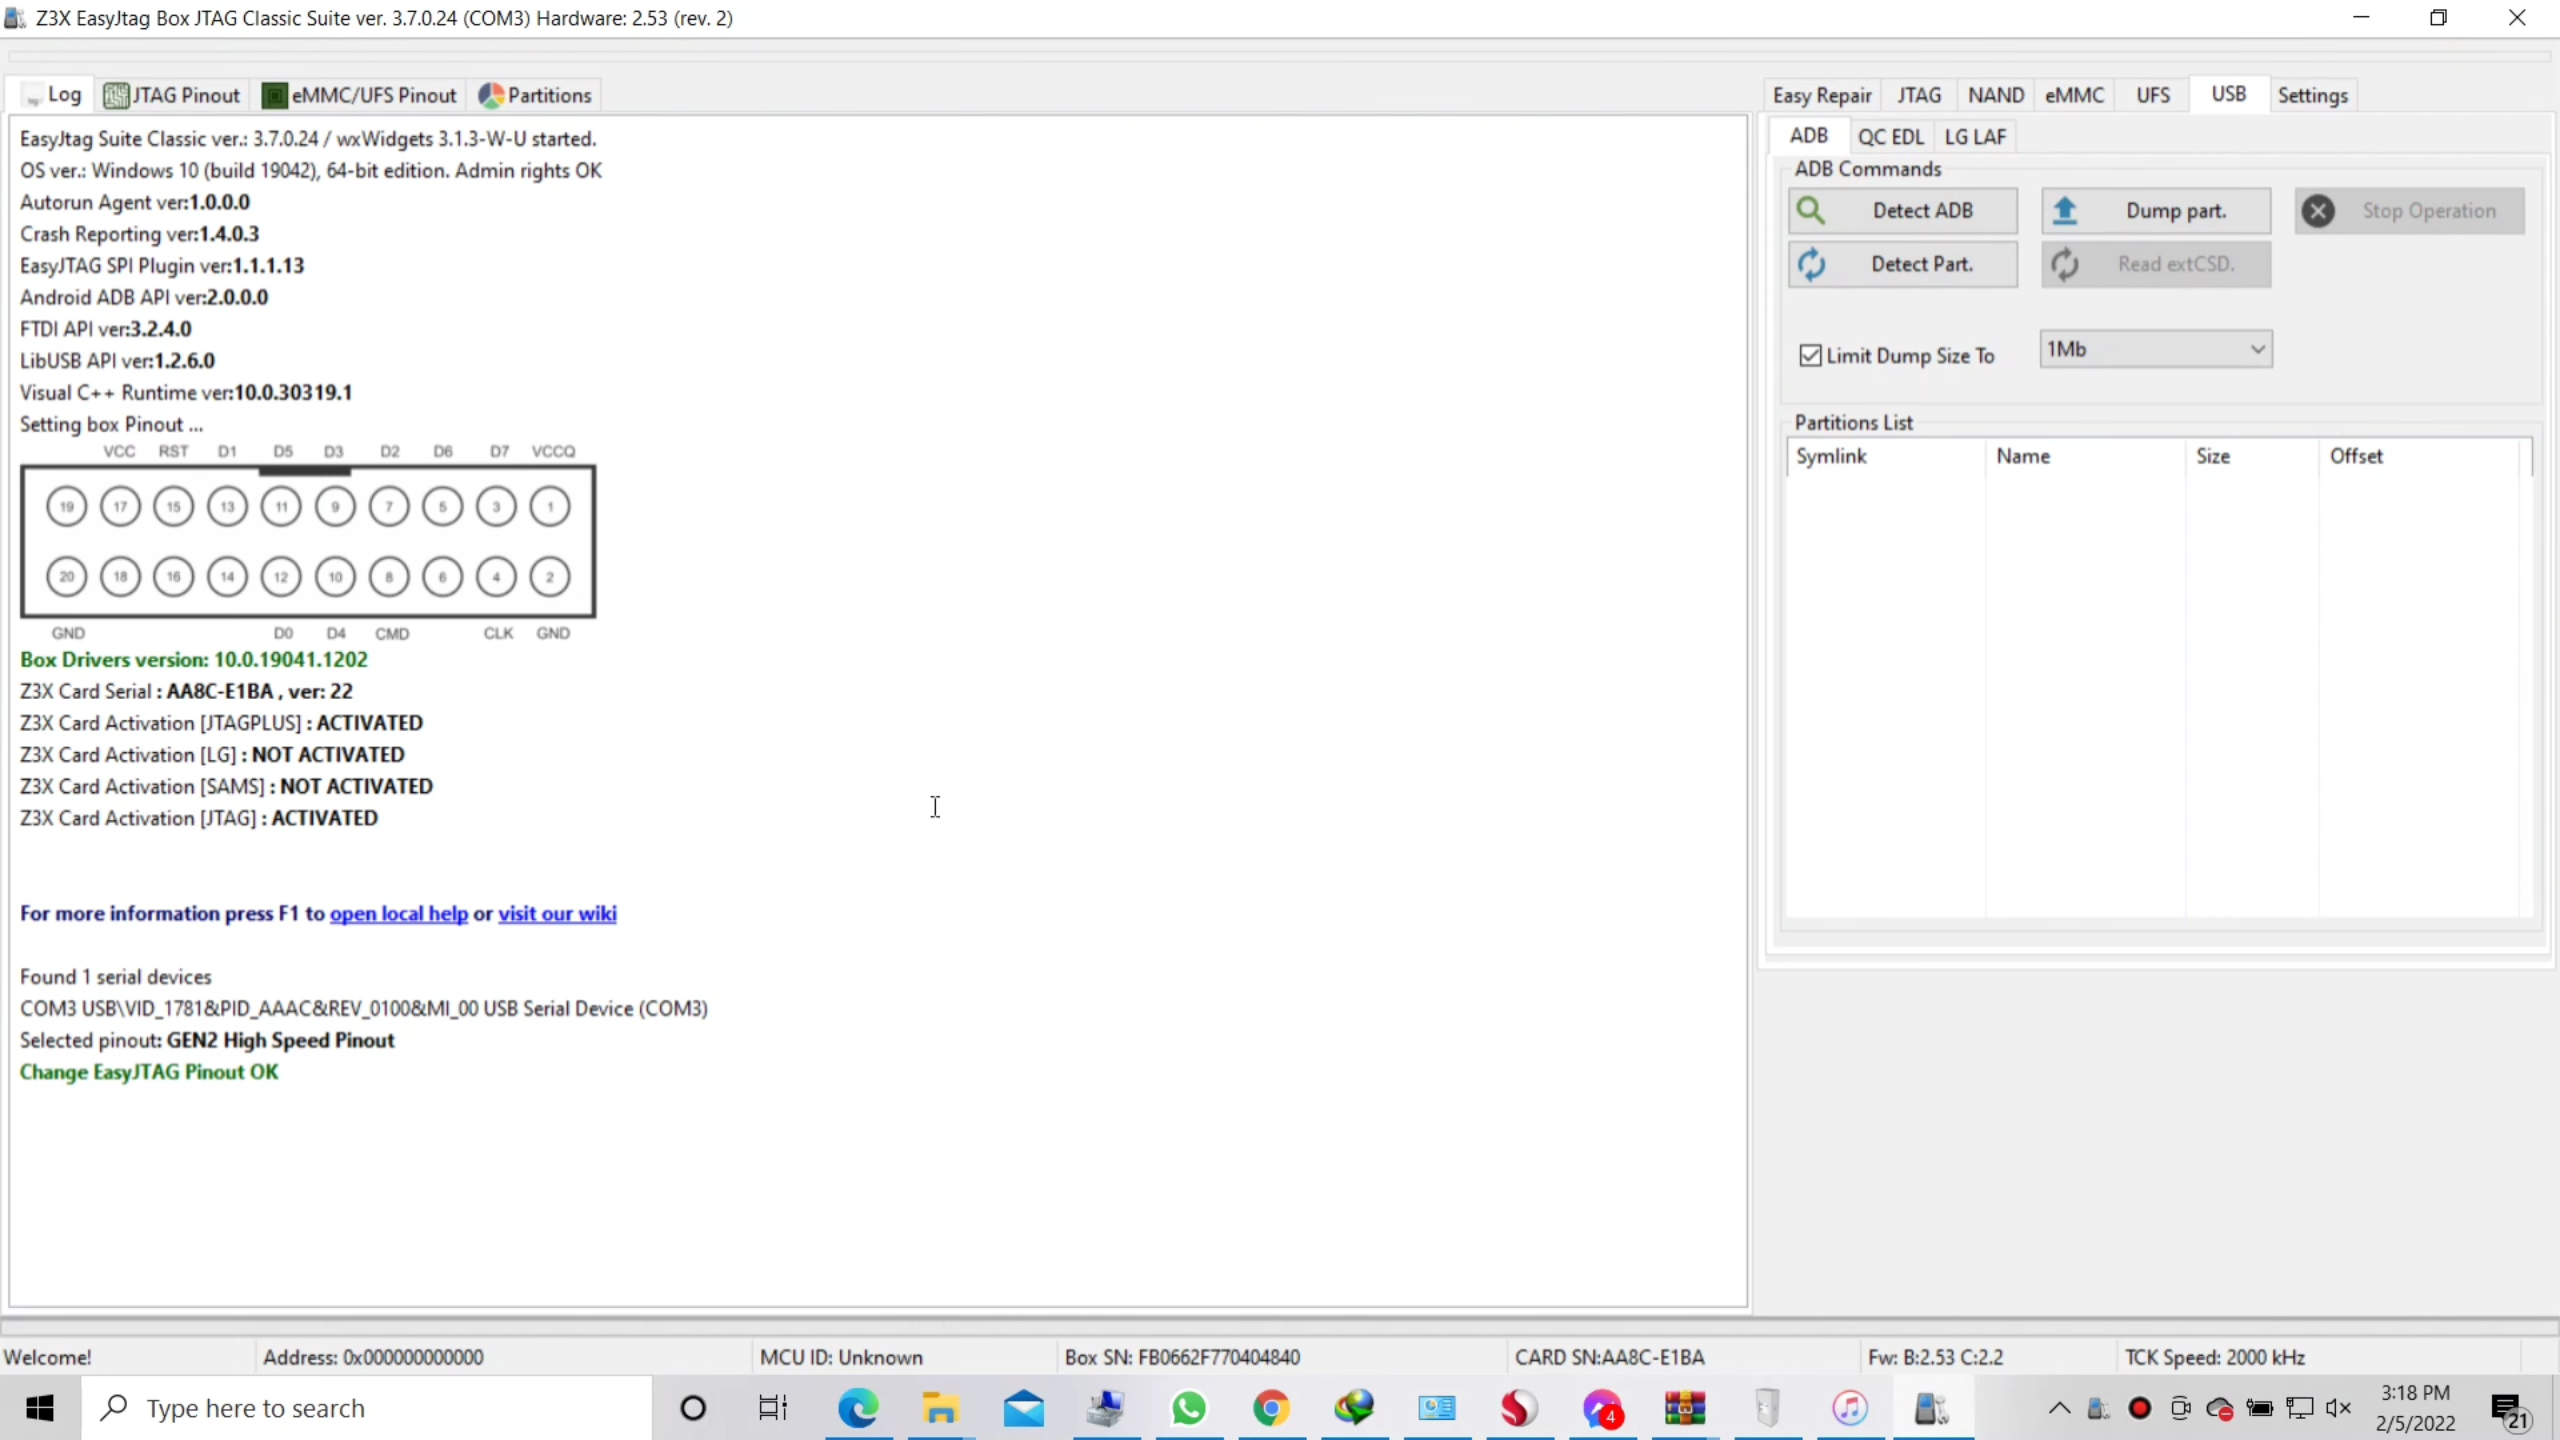 Z3X EasyJtag Box JTAG Classic Suite ver. 3.7.0.24 (COM3) Hardware: 2.53 (rev. 2)
Log JTAG Pinout eMMC/UFS Pinout Partitions
EasyJtag Suite Classic ver.: 3.7.0.24 / wxWidgets 3.1.3-W-U started.
OS ver.: Windows 10 (build 19042), 64-bit edition. Admin rights OK
Autorun Agent ver:1.0.0.0
Crash Reporting ver:1.4.0.3
EasyJTAG SPI Plugin ver:1.1.1.13
Android ADB API ver:2.0.0.0
FTDI API ver:3.2.4.0
LibUSB API ver:1.2.6.0
Visual C++ Runtime ver:10.0.30319.1
Setting box Pinout ...
VCC RST D1 D5 D3 D2 D6 D7 VCCQ
19 17 15 13 11 9 7 5 3 1
20 18 16 14 12 10 8 6 4 2
GND D0 D4 CMD CLK GND
Box Drivers version: 10.0.19041.1202
Z3X Card Serial : AA8C-E1BA , ver: 22
Z3X Card Activation [JTAGPLUS] : ACTIVATED
Z3X Card Activation [LG] : NOT ACTIVATED
Z3X Card Activation [SAMS] : NOT ACTIVATED
Z3X Card Activation [JTAG] : ACTIVATED
For more information press F1 to open local help or visit our wiki
Found 1 serial devices
COM3 USB\VID_1781&PID_AAAC&REV_0100&MI_00 USB Serial Device (COM3)
Selected pinout: GEN2 High Speed Pinout
Change EasyJTAG Pinout OK
Easy Repair JTAG NAND eMMC UFS USB Settings
ADB QC EDL LG LAF
ADB Commands
Detect ADB Dump part. Stop Operation
Detect Part. Read extCSD.
Limit Dump Size To 1Mb
Partitions List
Symlink Name Size Offset
Welcome! Address: 0x000000000000 MCU ID: Unknown Box SN: FB0662F770404840 CARD SN:AA8C-E1BA Fw: B:2.53 C:2.2 TCK Speed: 2000 kHz
Type here to search
4
3:18 PM
2/5/2022
21